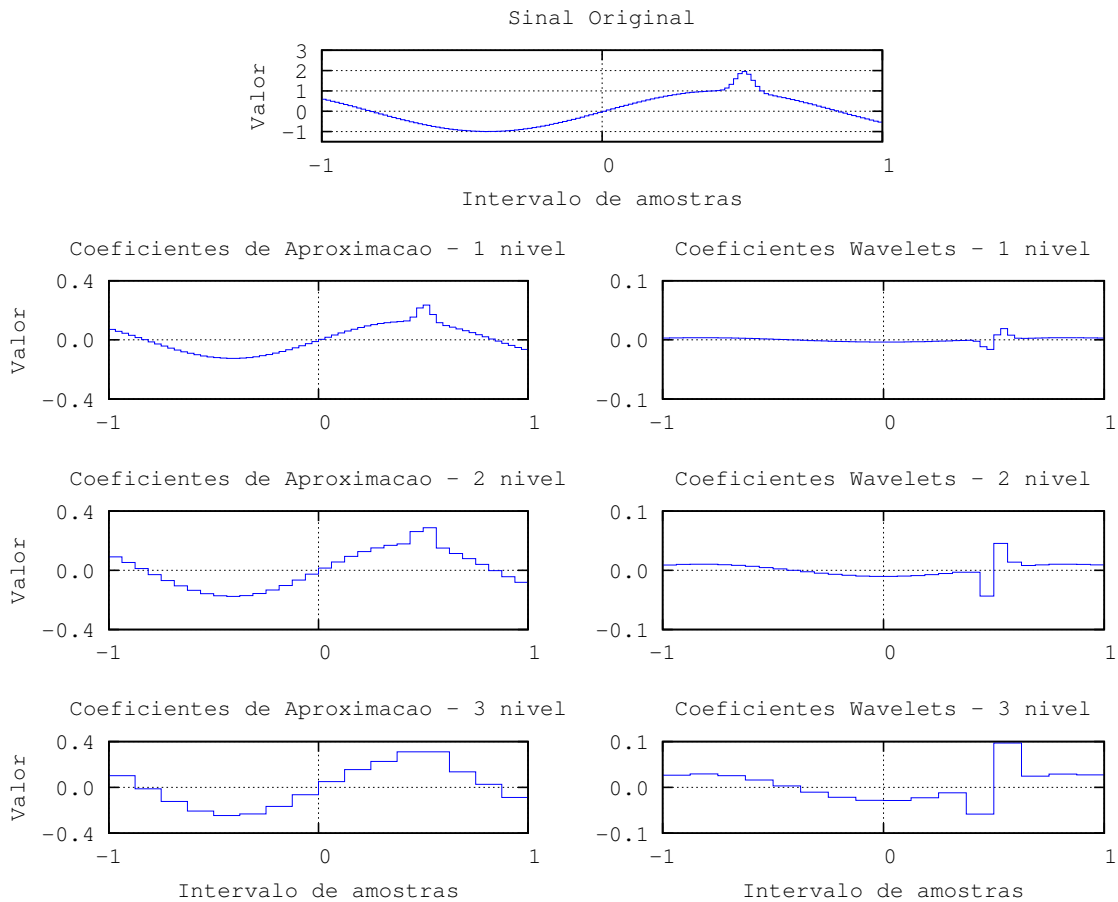 Sinal Original
Valor
3
2
1
0
−1
−1 0 1
Intervalo de amostras
Coeficientes de Aproximacao − 1 nivel
Valor
0.4
0.0
−0.4
−1 0 1
Coeficientes Wavelets − 1 nivel
0.1
0.0
−0.1
−1 0 1
Coeficientes de Aproximacao − 2 nivel
Valor
0.4
0.0
−0.4
−1 0 1
Coeficientes Wavelets − 2 nivel
0.1
0.0
−0.1
−1 0 1
Coeficientes de Aproximacao − 3 nivel
Valor
0.4
0.0
−0.4
−1 0 1
Intervalo de amostras
Coeficientes Wavelets − 3 nivel
0.1
0.0
−0.1
−1 0 1
Intervalo de amostras